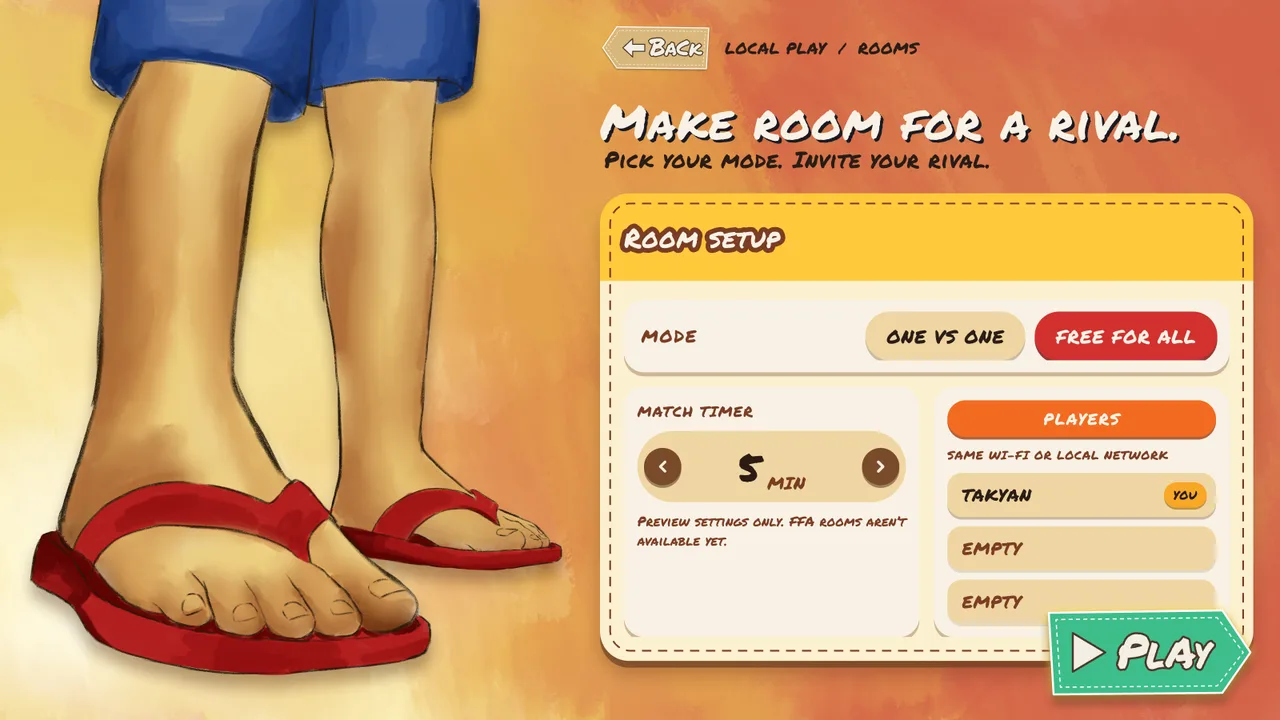 BACK
LOCAL PLAY / ROOMS
MAKE ROOM FOR A RIVAL.
PICK YOUR MODE. INVITE YOUR RIVAL.
ROOM SETUP
MODE
ONE VS ONE
FREE FOR ALL
MATCH TIMER
5 MIN
PREVIEW SETTINGS ONLY. FFA ROOMS AREN'T
AVAILABLE YET.
PLAYERS
SAME WI-FI OR LOCAL NETWORK
TAKYAN
YOU
EMPTY
EMPTY
PLAY